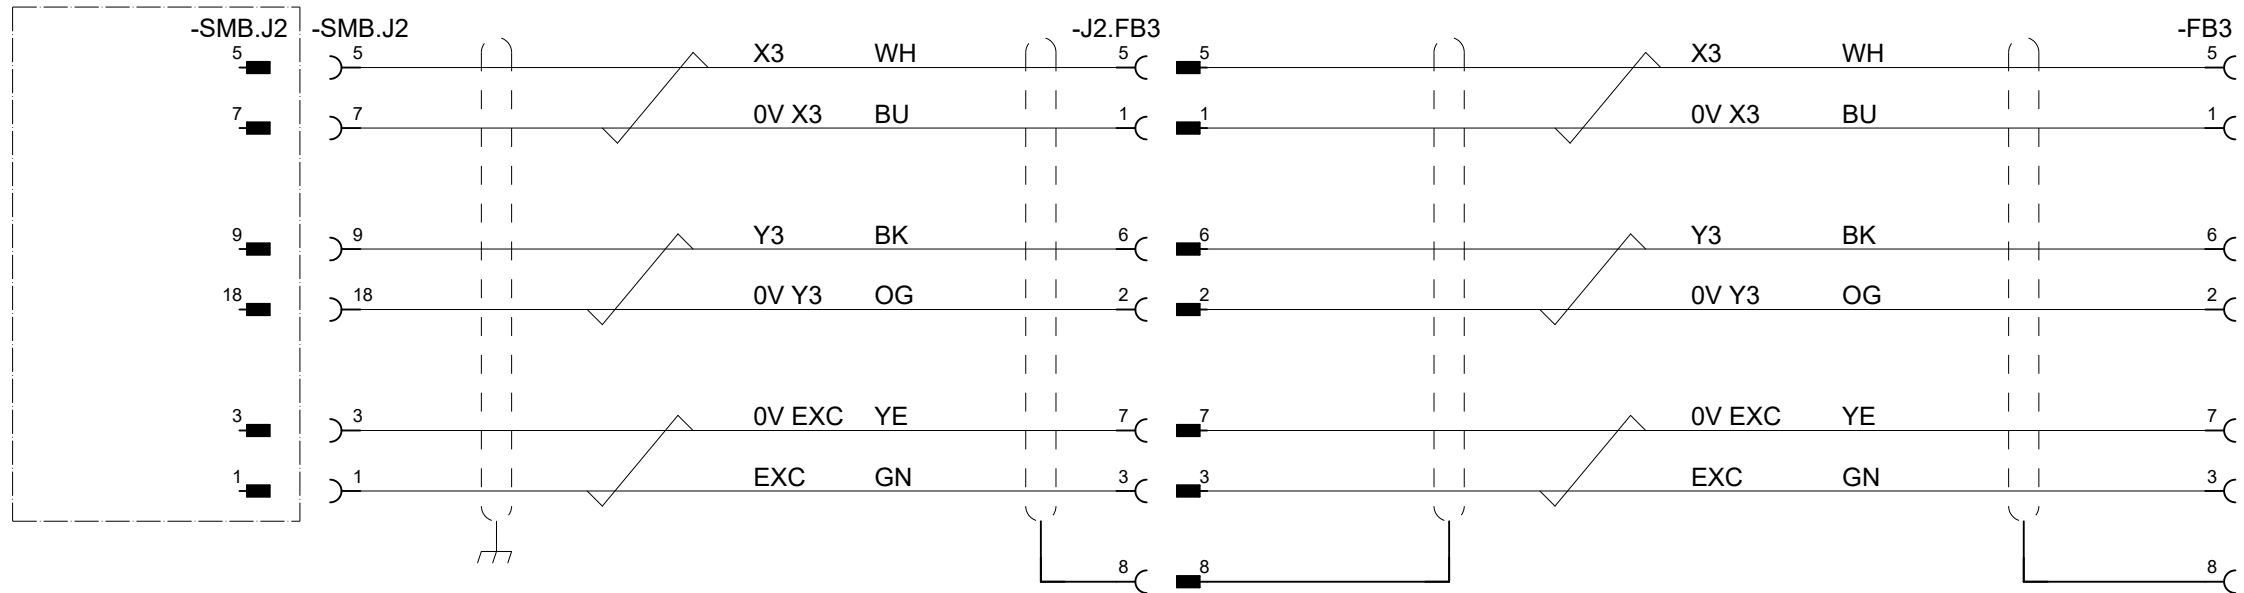 -SMB.J2 -SMB.J2 -J2.FB3 -FB3
5 5 X3 WH 5 5 X3 WH 5
7 7 0V X3 BU 1 1 0V X3 BU 1
9 9 Y3 BK 6 6 Y3 BK 6
18 18 0V Y3 OG 2 2 0V Y3 OG 2
3 3 0V EXC YE 7 7 0V EXC YE 7
1 1 EXC GN 3 3 EXC GN 3
8 8 8